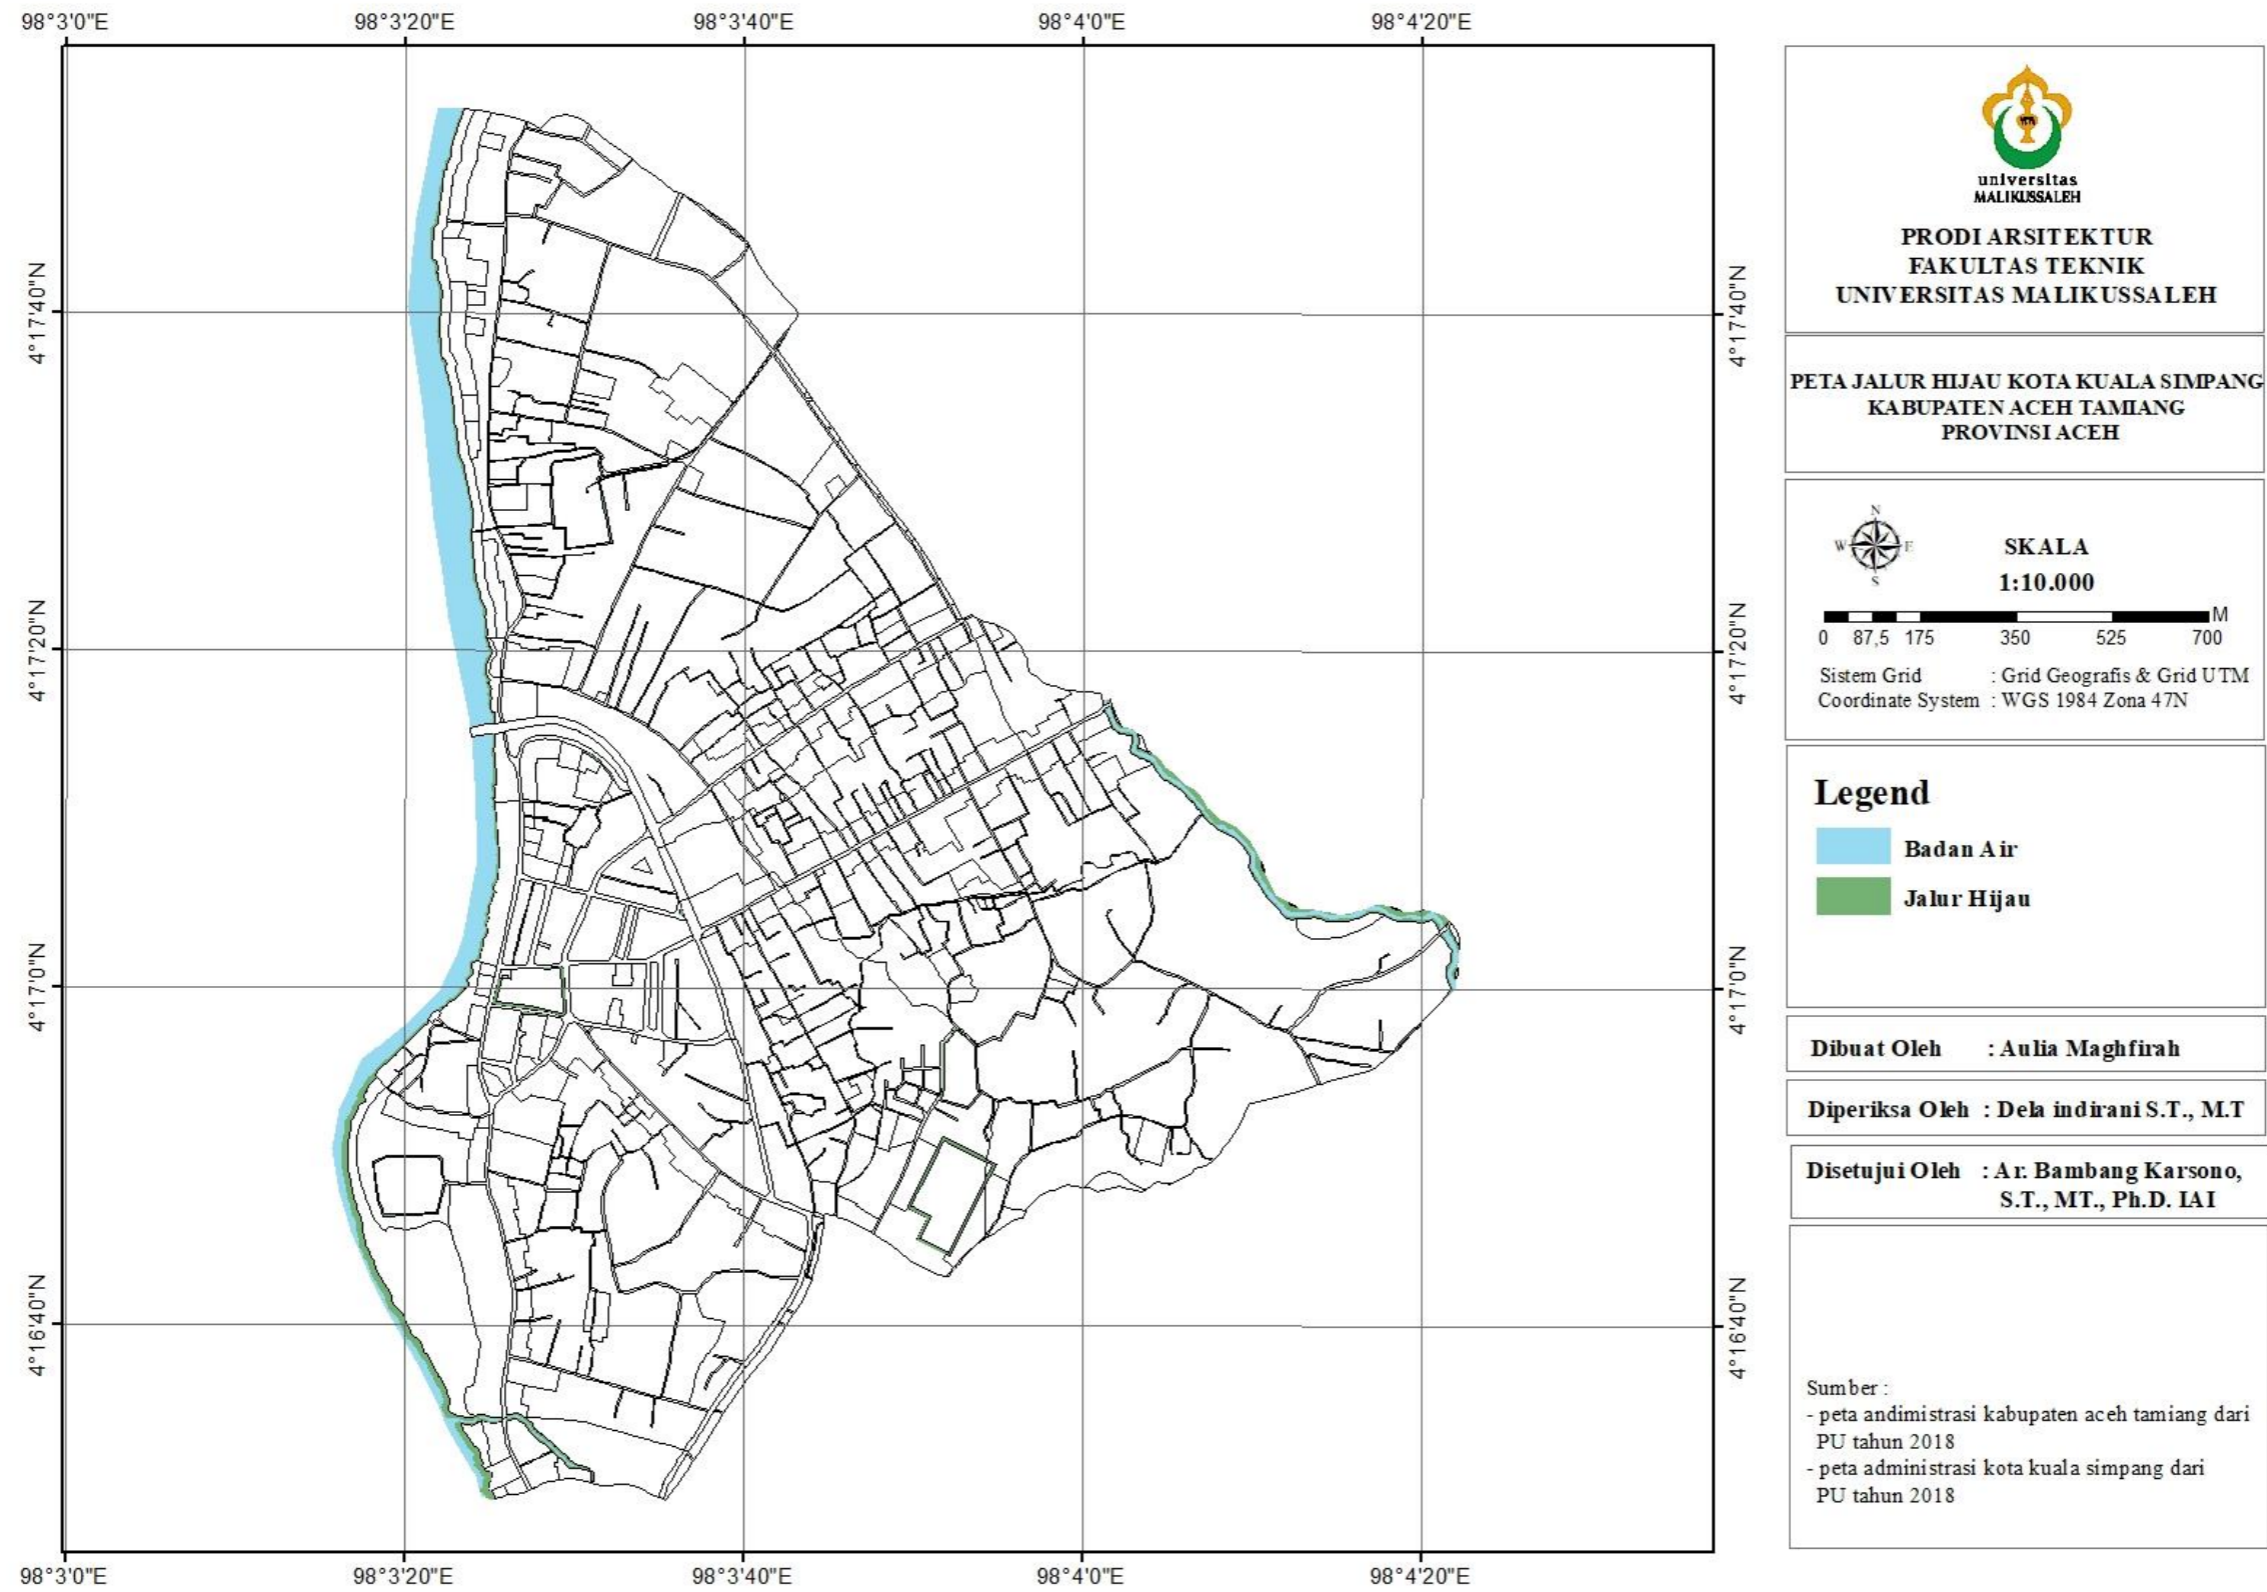 98°3'0"E
98°3'20"E
98°3'40"E
98°4'0"E
98°4'20"E
4°17'40"N
4°17'20"N
4°17'0"N
4°16'40"N
4°17'40"N
4°17'20"N
4°17'0"N
4°16'40"N
98°3'0"E
98°3'20"E
98°3'40"E
98°4'0"E
98°4'20"E
universitas
MALIKUSSALEH
PRODI ARSITEKTUR
FAKULTAS TEKNIK
UNIVERSITAS MALIKUSSALEH
PETA JALUR HIJAU KOTA KUALA SIMPANG
KABUPATEN ACEH TAMIANG
PROVINSI ACEH
N
W E
S
SKALA
1:10.000
M
0 87,5 175 350 525 700
Sistem Grid : Grid Geografis & Grid UTM
Coordinate System : WGS 1984 Zona 47N
Legend
Badan Air
Jalur Hijau
Dibuat Oleh : Aulia Maghfirah
Diperiksa Oleh : Dela indirani S.T., M.T
Disetujui Oleh : Ar. Bambang Karsono,
S.T., MT., Ph.D. IAI
Sumber :
- peta andimistrasi kabupaten aceh tamiang dari
PU tahun 2018
- peta administrasi kota kuala simpang dari
PU tahun 2018